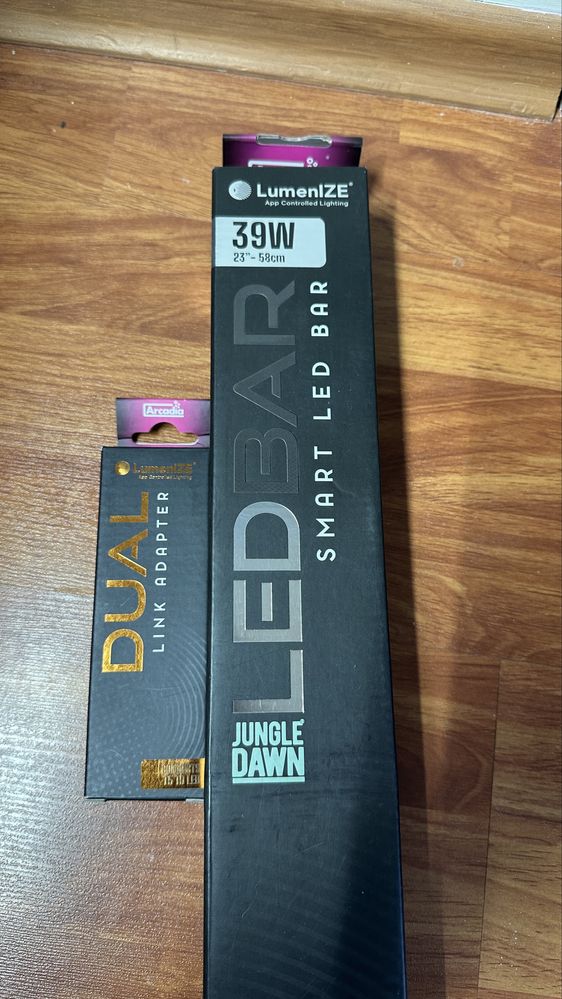 LumenIZE®
App Controlled Lighting
39W
23"- 58cm
LEDBAR
SMART LED BAR
JUNGLE®
DAWN
Arcadia
LumenIZE®
App Controlled Lighting
DUAL
LINK ADAPTER